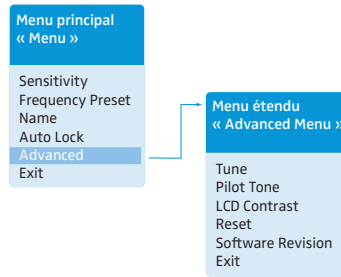 Menu principal
« Menu »
Sensitivity
Frequency Preset
Name
Auto Lock
Advanced
Exit
Menu étendu
« Advanced Menu »
Tune
Pilot Tone
LCD Contrast
Reset
Software Revision
Exit